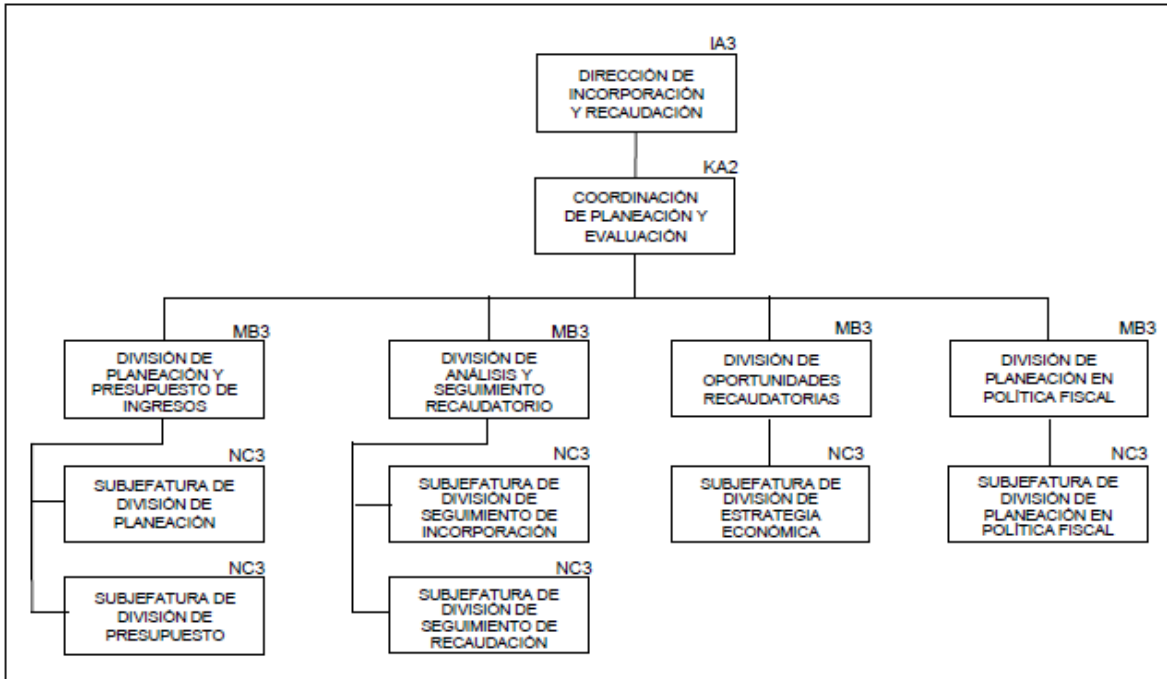 IA3
DIRECCIÓN DE
INCORPORACIÓN
Y RECAUDACIÓN
KA2
COORDINACIÓN
DE PLANEACIÓN Y
EVALUACIÓN
MB3
DIVISIÓN DE
PLANEACIÓN Y
PRESUPUESTO DE
INGRESOS
MB3
DIVISIÓN DE
ANÁLISIS Y
SEGUIMIENTO
RECAUDATORIO
MB3
DIVISIÓN DE
OPORTUNIDADES
RECAUDATORIAS
MB3
DIVISIÓN DE
PLANEACIÓN EN
POLÍTICA FISCAL
NC3
SUBJEFATURA DE
DIVISIÓN DE
PLANEACIÓN
NC3
SUBJEFATURA DE
DIVISIÓN DE
SEGUIMIENTO DE
INCORPORACIÓN
NC3
SUBJEFATURA DE
DIVISIÓN DE
ESTRATEGIA
ECONÓMICA
NC3
SUBJEFATURA DE
DIVISIÓN DE
PLANEACIÓN EN
POLÍTICA FISCAL
NC3
SUBJEFATURA DE
DIVISIÓN DE
PRESUPUESTO
NC3
SUBJEFATURA DE
DIVISIÓN DE
SEGUIMIENTO DE
RECAUDACIÓN